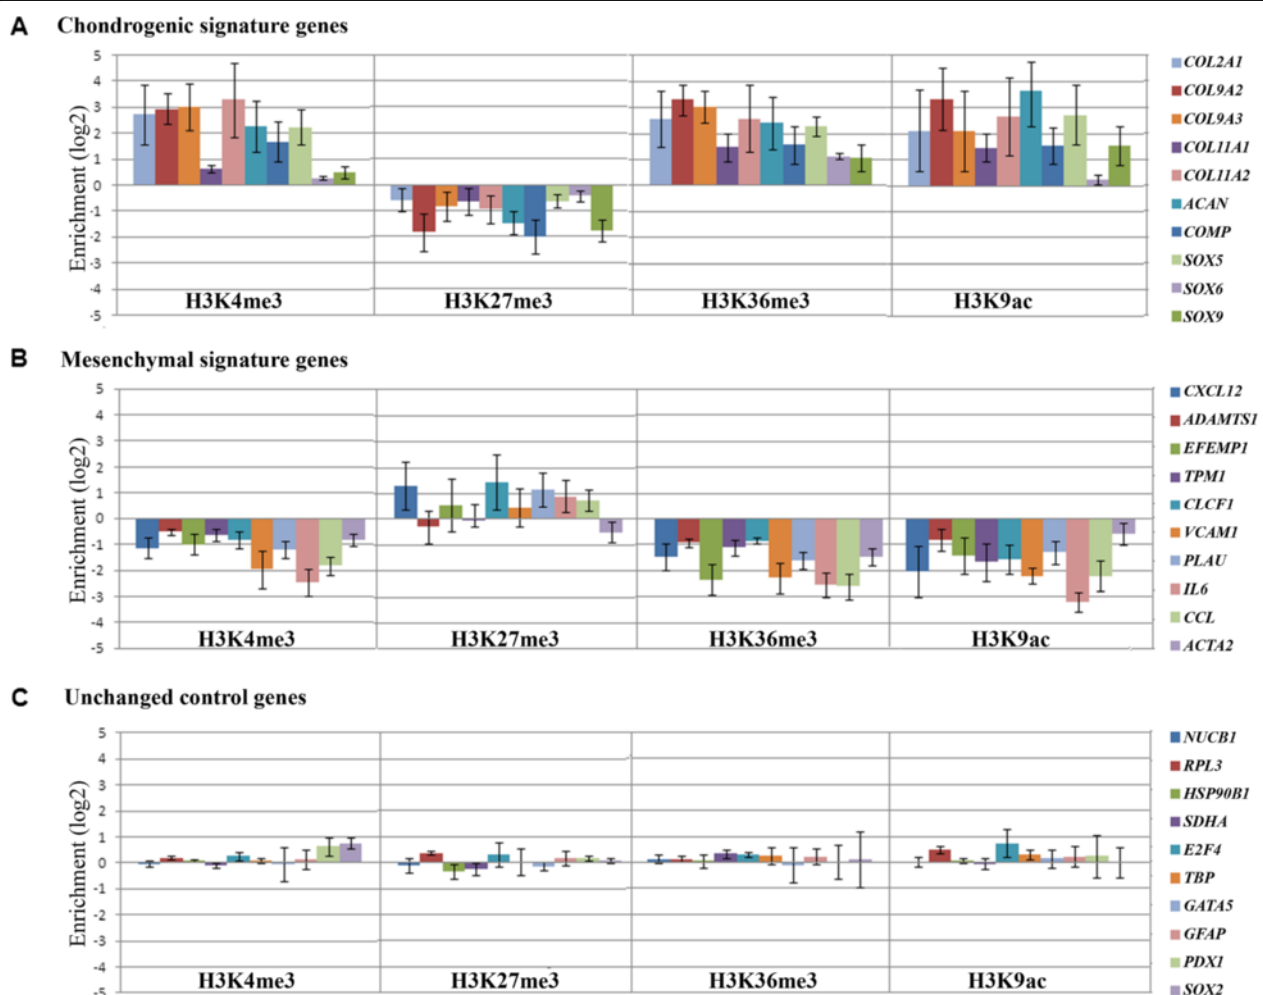 A Chondrogenic signature genes
Enrichment (log2)
5
4
3
2
1
0
-1
-2
-3
-4
-5
H3K4me3 H3K27me3 H3K36me3 H3K9ac
COL2A1
COL9A2
COL9A3
COL11A1
COL11A2
ACAN
COMP
SOX5
SOX6
SOX9
B Mesenchymal signature genes
Enrichment (log2)
5
4
3
2
1
0
-1
-2
-3
-4
-5
H3K4me3 H3K27me3 H3K36me3 H3K9ac
CXCL12
ADAMTS1
EFEMP1
TPM1
CLCF1
VCAM1
PLAU
IL6
CCL
ACTA2
C Unchanged control genes
Enrichment (log2)
5
4
3
2
1
0
-1
-2
-3
-4
-5
H3K4me3 H3K27me3 H3K36me3 H3K9ac
NUCB1
RPL3
HSP90B1
SDHA
E2F4
TBP
GATA5
GFAP
PDX1
SOX2